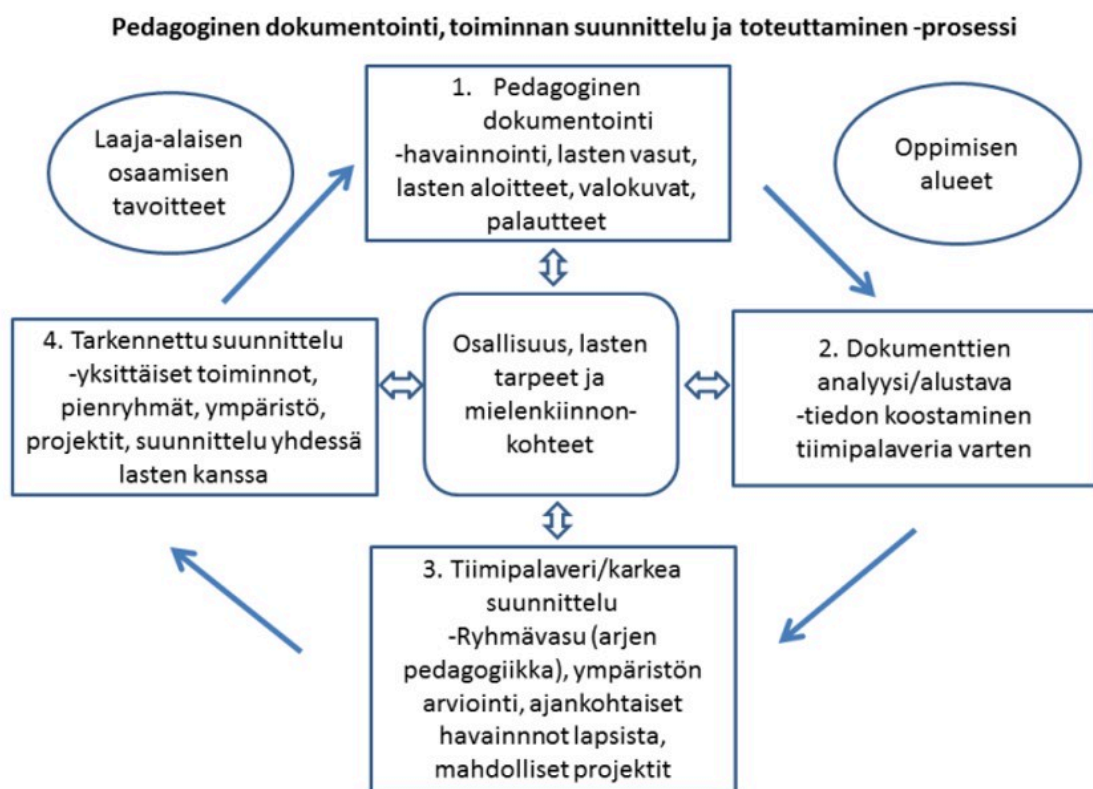 Pedagoginen dokumentointi, toiminnan suunnittelu ja toteuttaminen -prosessi
1. Pedagoginen
dokumentointi
-havainnointi, lasten vasut,
lasten aloitteet, valokuvat,
palautteet
Laaja-alaisen
osaamisen
tavoitteet
Oppimisen
alueet
4. Tarkennettu suunnittelu
-yksittäiset toiminnot,
pienryhmät, ympäristö,
projektit, suunnittelu yhdessä
lasten kanssa
Osallisuus, lasten
tarpeet ja
mielenkiinnon-
kohteet
2. Dokumenttien
analyysi/alustava
-tiedon koostaminen
tiimipalaveria varten
3. Tiimipalaveri/karkea
suunnittelu
-Ryhmävasu (arjen
pedagogiikka), ympäristön
arviointi, ajankohtaiset
havainnnot lapsista,
mahdolliset projektit